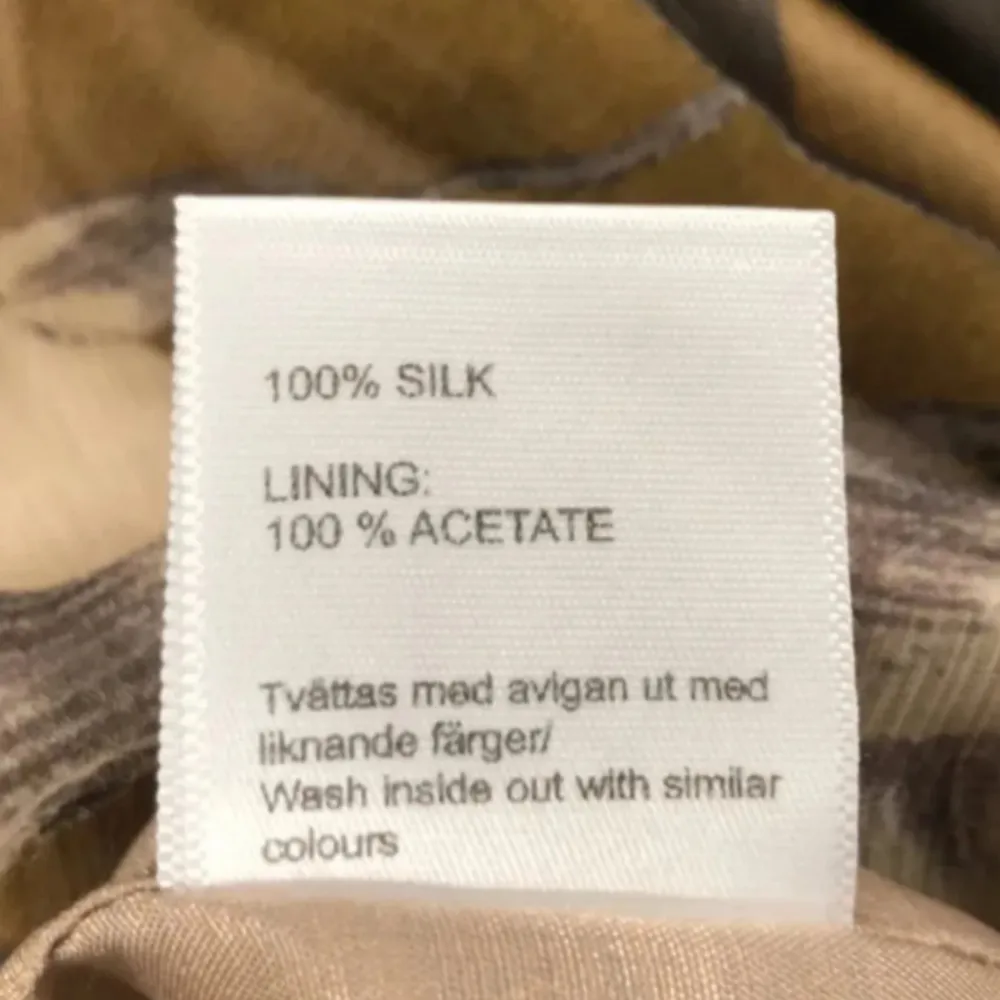 100% SILK
LINING:
100 % ACETATE
Tvättas med avigan ut med
liknande färger/
Wash inside out with similar
colours